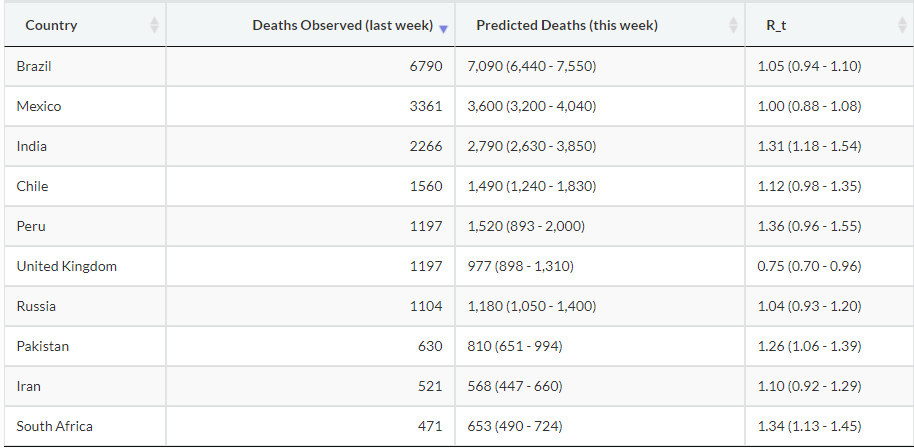 Country Deaths Observed (last week) Predicted Deaths (this week) R_t
Brazil 6790 7,090 (6,440 - 7,550) 1.05 (0.94 - 1.10)
Mexico 3361 3,600 (3,200 - 4,040) 1.00 (0.88 - 1.08)
India 2266 2,790 (2,630 - 3,850) 1.31 (1.18 - 1.54)
Chile 1560 1,490 (1,240 - 1,830) 1.12 (0.98 - 1.35)
Peru 1197 1,520 (893 - 2,000) 1.36 (0.96 - 1.55)
United Kingdom 1197 977 (898 - 1,310) 0.75 (0.70 - 0.96)
Russia 1104 1,180 (1,050 - 1,400) 1.04 (0.93 - 1.20)
Pakistan 630 810 (651 - 994) 1.26 (1.06 - 1.39)
Iran 521 568 (447 - 660) 1.10 (0.92 - 1.29)
South Africa 471 653 (490 - 724) 1.34 (1.13 - 1.45)